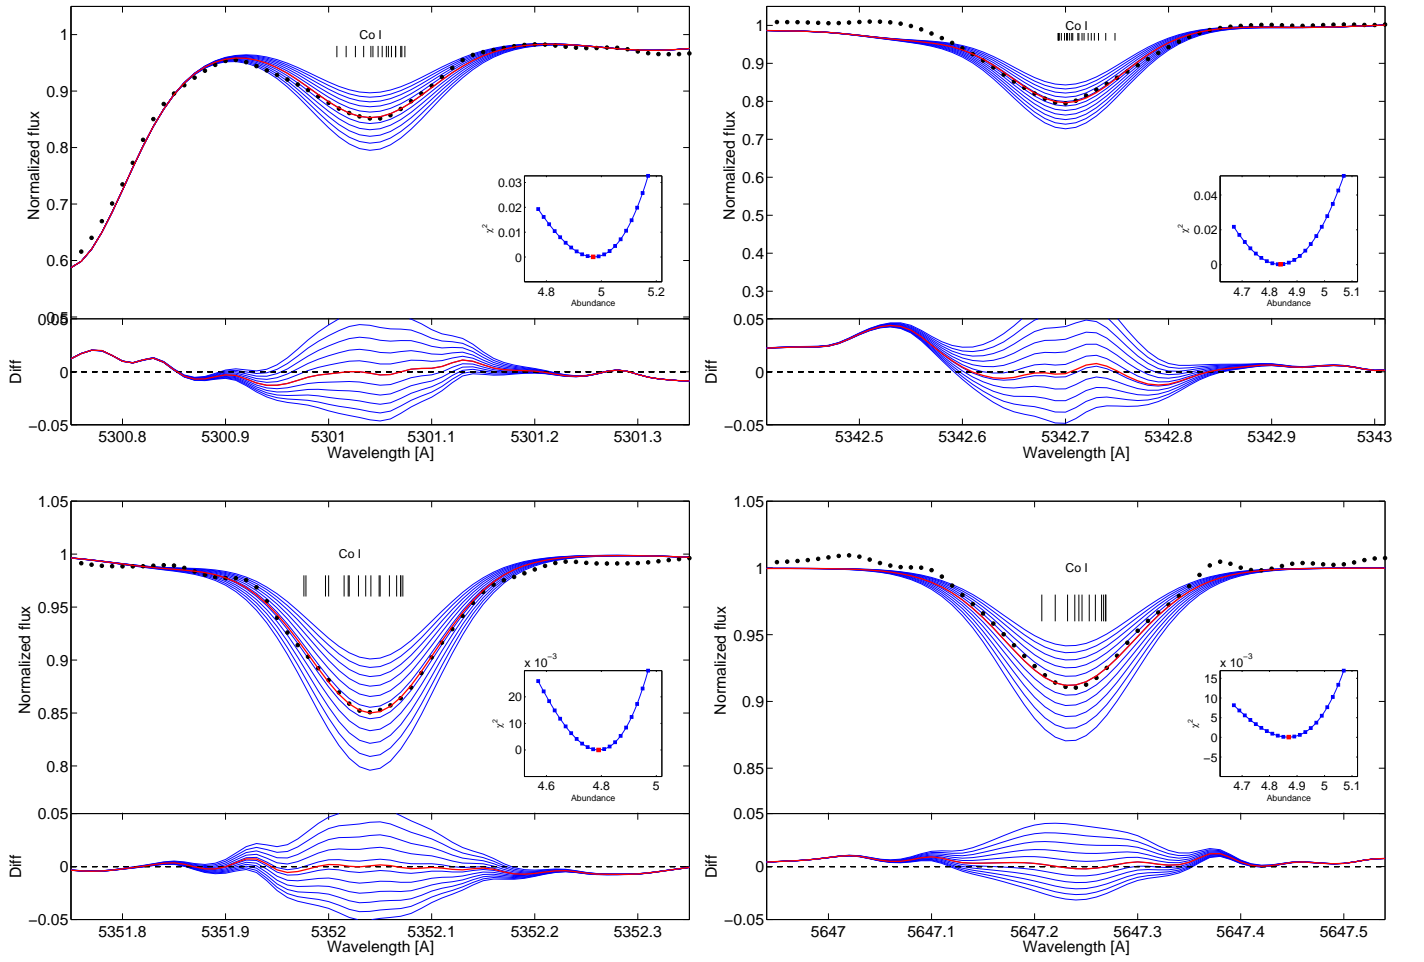 Co I
Normalized flux
1
0.9
0.8
0.7
0.6
0.5
χ²
0.03
0.02
0.01
0
4.8 5 5.2
Abundance
Diff
0.05
0
−0.05
5300.8 5300.9 5301 5301.1 5301.2 5301.3
Wavelength [A]
Co I
Normalized flux
1
0.9
0.8
0.7
0.6
0.5
0.4
0.3
χ²
0.04
0.02
0
4.7 4.8 4.9 5 5.1
Abundance
Diff
0.05
0
−0.05
5342.5 5342.6 5342.7 5342.8 5342.9 5343
Wavelength [A]
Co I
Normalized flux
1.05
1
0.95
0.9
0.85
0.8
x 10⁻³
χ²
20
10
0
4.6 4.8 5
Abundance
Diff
0.05
0
−0.05
5351.8 5351.9 5352 5352.1 5352.2 5352.3
Wavelength [A]
Co I
Normalized flux
1.05
1
0.95
0.9
0.85
x 10⁻³
χ²
15
10
5
0
−5
4.7 4.8 4.9 5 5.1
Abundance
Diff
0.05
0
−0.05
5647 5647.1 5647.2 5647.3 5647.4 5647.5
Wavelength [A]